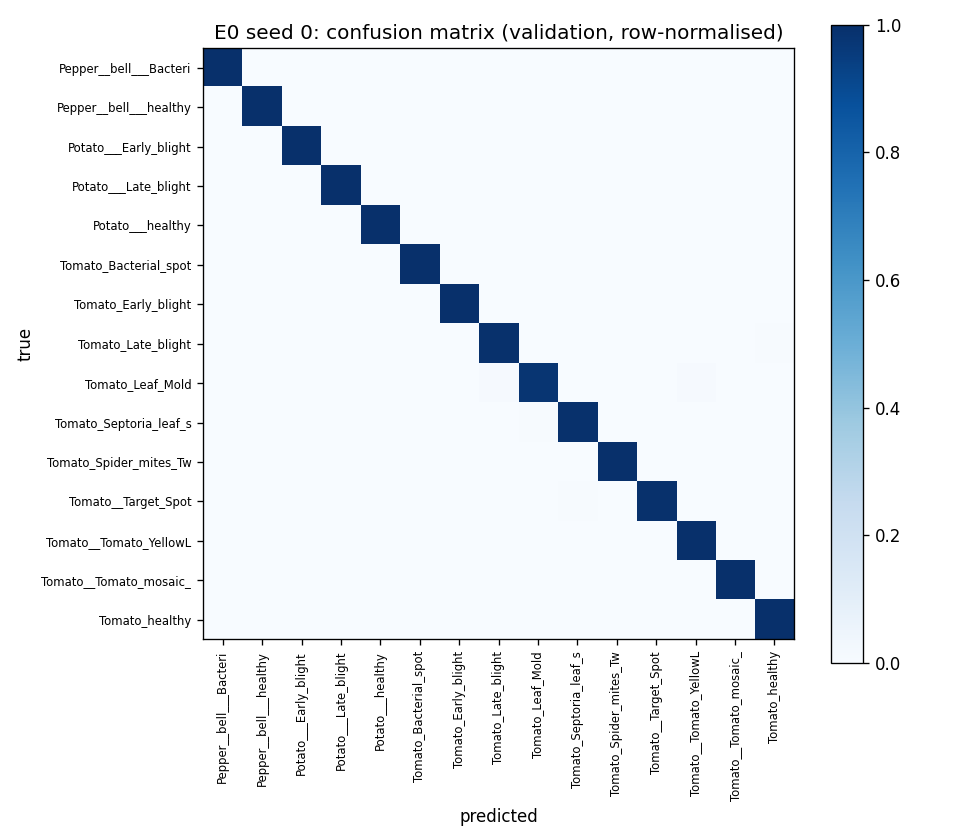 E0 seed 0: confusion matrix (validation, row-normalised)
true
Pepper__bell___Bacteri
Pepper__bell___healthy
Potato___Early_blight
Potato___Late_blight
Potato___healthy
Tomato_Bacterial_spot
Tomato_Early_blight
Tomato_Late_blight
Tomato_Leaf_Mold
Tomato_Septoria_leaf_s
Tomato_Spider_mites_Tw
Tomato__Target_Spot
Tomato__Tomato_YellowL
Tomato__Tomato_mosaic_
Tomato_healthy
Pepper__bell___Bacteri
Pepper__bell___healthy
Potato___Early_blight
Potato___Late_blight
Potato___healthy
Tomato_Bacterial_spot
Tomato_Early_blight
Tomato_Late_blight
Tomato_Leaf_Mold
Tomato_Septoria_leaf_s
Tomato_Spider_mites_Tw
Tomato__Target_Spot
Tomato__Tomato_YellowL
Tomato__Tomato_mosaic_
Tomato_healthy
predicted
1.0
0.8
0.6
0.4
0.2
0.0